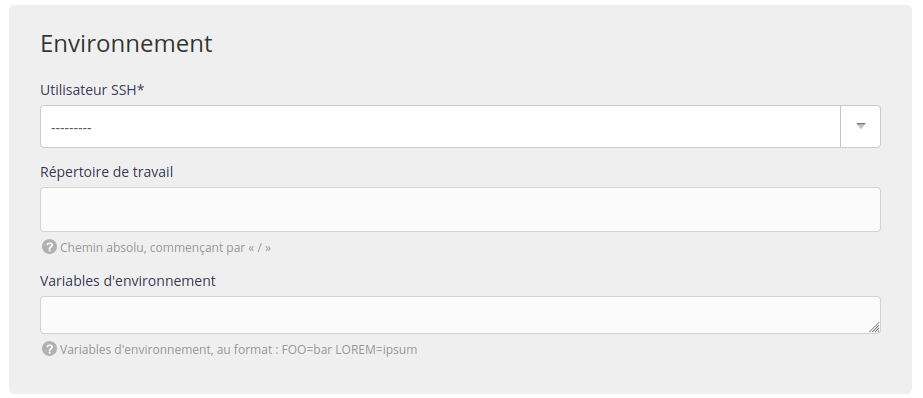 Environnement
Utilisateur SSH*
---------
Répertoire de travail
? Chemin absolu, commençant par « / »
Variables d'environnement
? Variables d'environnement, au format : FOO=bar LOREM=ipsum